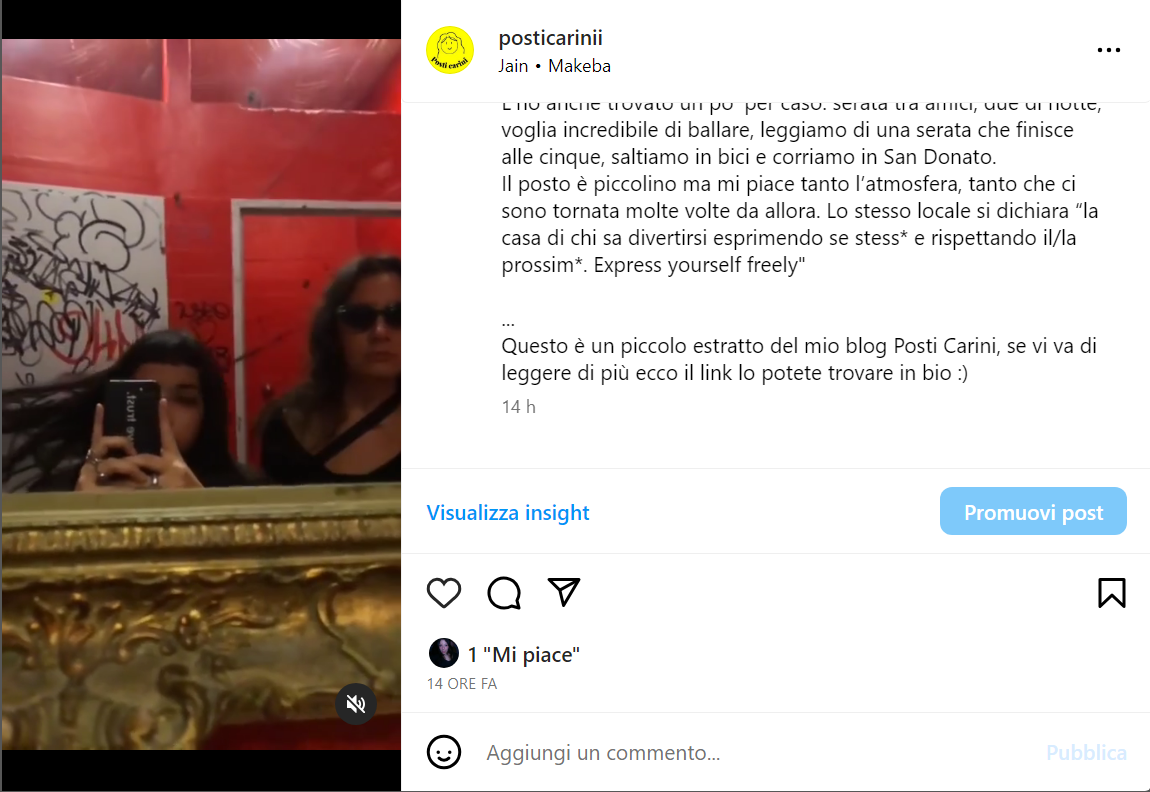 posticarinii
Jain • Makeba
L'ho anche trovato un po' per caso: serata tra amici, due di notte,
voglia incredibile di ballare, leggiamo di una serata che finisce
alle cinque, saltiamo in bici e corriamo in San Donato.
Il posto è piccolino ma mi piace tanto l’atmosfera, tanto che ci
sono tornata molte volte da allora. Lo stesso locale si dichiara “la
casa di chi sa divertirsi esprimendo se stess* e rispettando il/la
prossim*. Express yourself freely"
...
Questo è un piccolo estratto del mio blog Posti Carini, se vi va di
leggere di più ecco il link lo potete trovare in bio :)
14 h
Visualizza insight
Promuovi post
1 "Mi piace"
14 ORE FA
Aggiungi un commento...
Pubblica
Posti carini